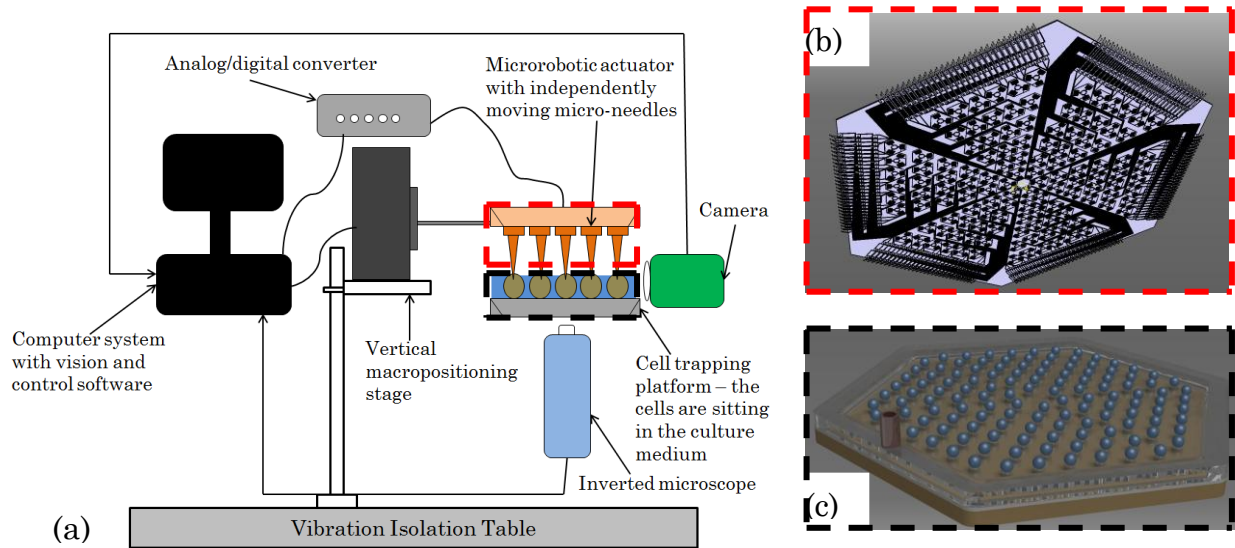 Analog/digital converter
Microrobotic actuator
with independently
moving micro-needles
Camera
Computer system
with vision and
control software
Vertical
macropositioning
stage
Cell trapping
platform – the
cells are sitting
in the culture
medium
Inverted microscope
Vibration Isolation Table
(a)
(b)
(c)